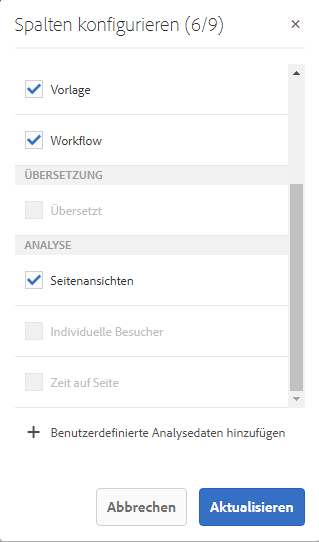 Spalten konfigurieren (6/9)
Vorlage
Workflow
ÜBERSETZUNG
Übersetzt
ANALYSE
Seitenansichten
Individuelle Besucher
Zeit auf Seite
Benutzerdefinierte Analysedaten hinzufügen
Abbrechen Aktualisieren